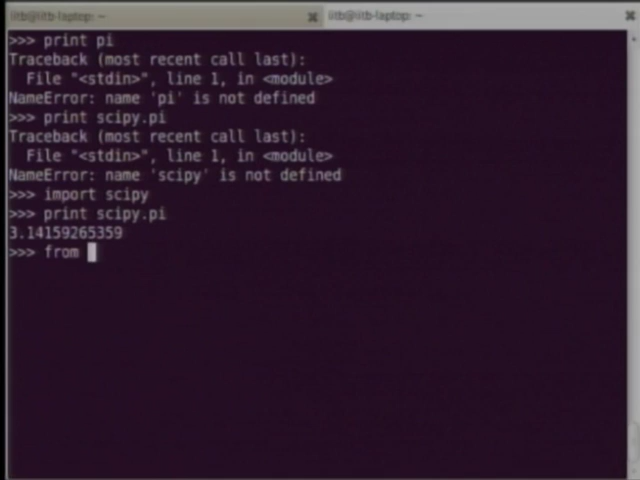 iitb@iitb-laptop: ~ iitb@iitb-laptop: ~
>>> print pi
Traceback (most recent call last):
  File "<stdin>", line 1, in <module>
NameError: name 'pi' is not defined
>>> print scipy.pi
Traceback (most recent call last):
  File "<stdin>", line 1, in <module>
NameError: name 'scipy' is not defined
>>> import scipy
>>> print scipy.pi
3.14159265359
>>> from